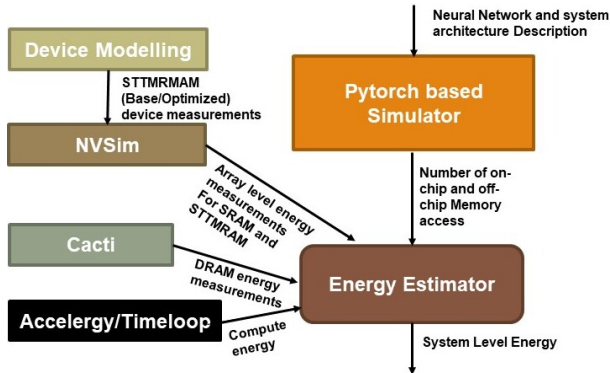 Neural Network and system
architecture Description
Device Modelling
STTMRMAM
(Base/Optimized)
device measurements
Pytorch based
Simulator
NVSim
Array level energy
measurements
For SRAM and
STTMRAM
Number of on-
chip and off-
chip Memory
access
Cacti
DRAM energy
measurements
Energy Estimator
Accelergy/Timeloop
Compute
energy
System Level Energy